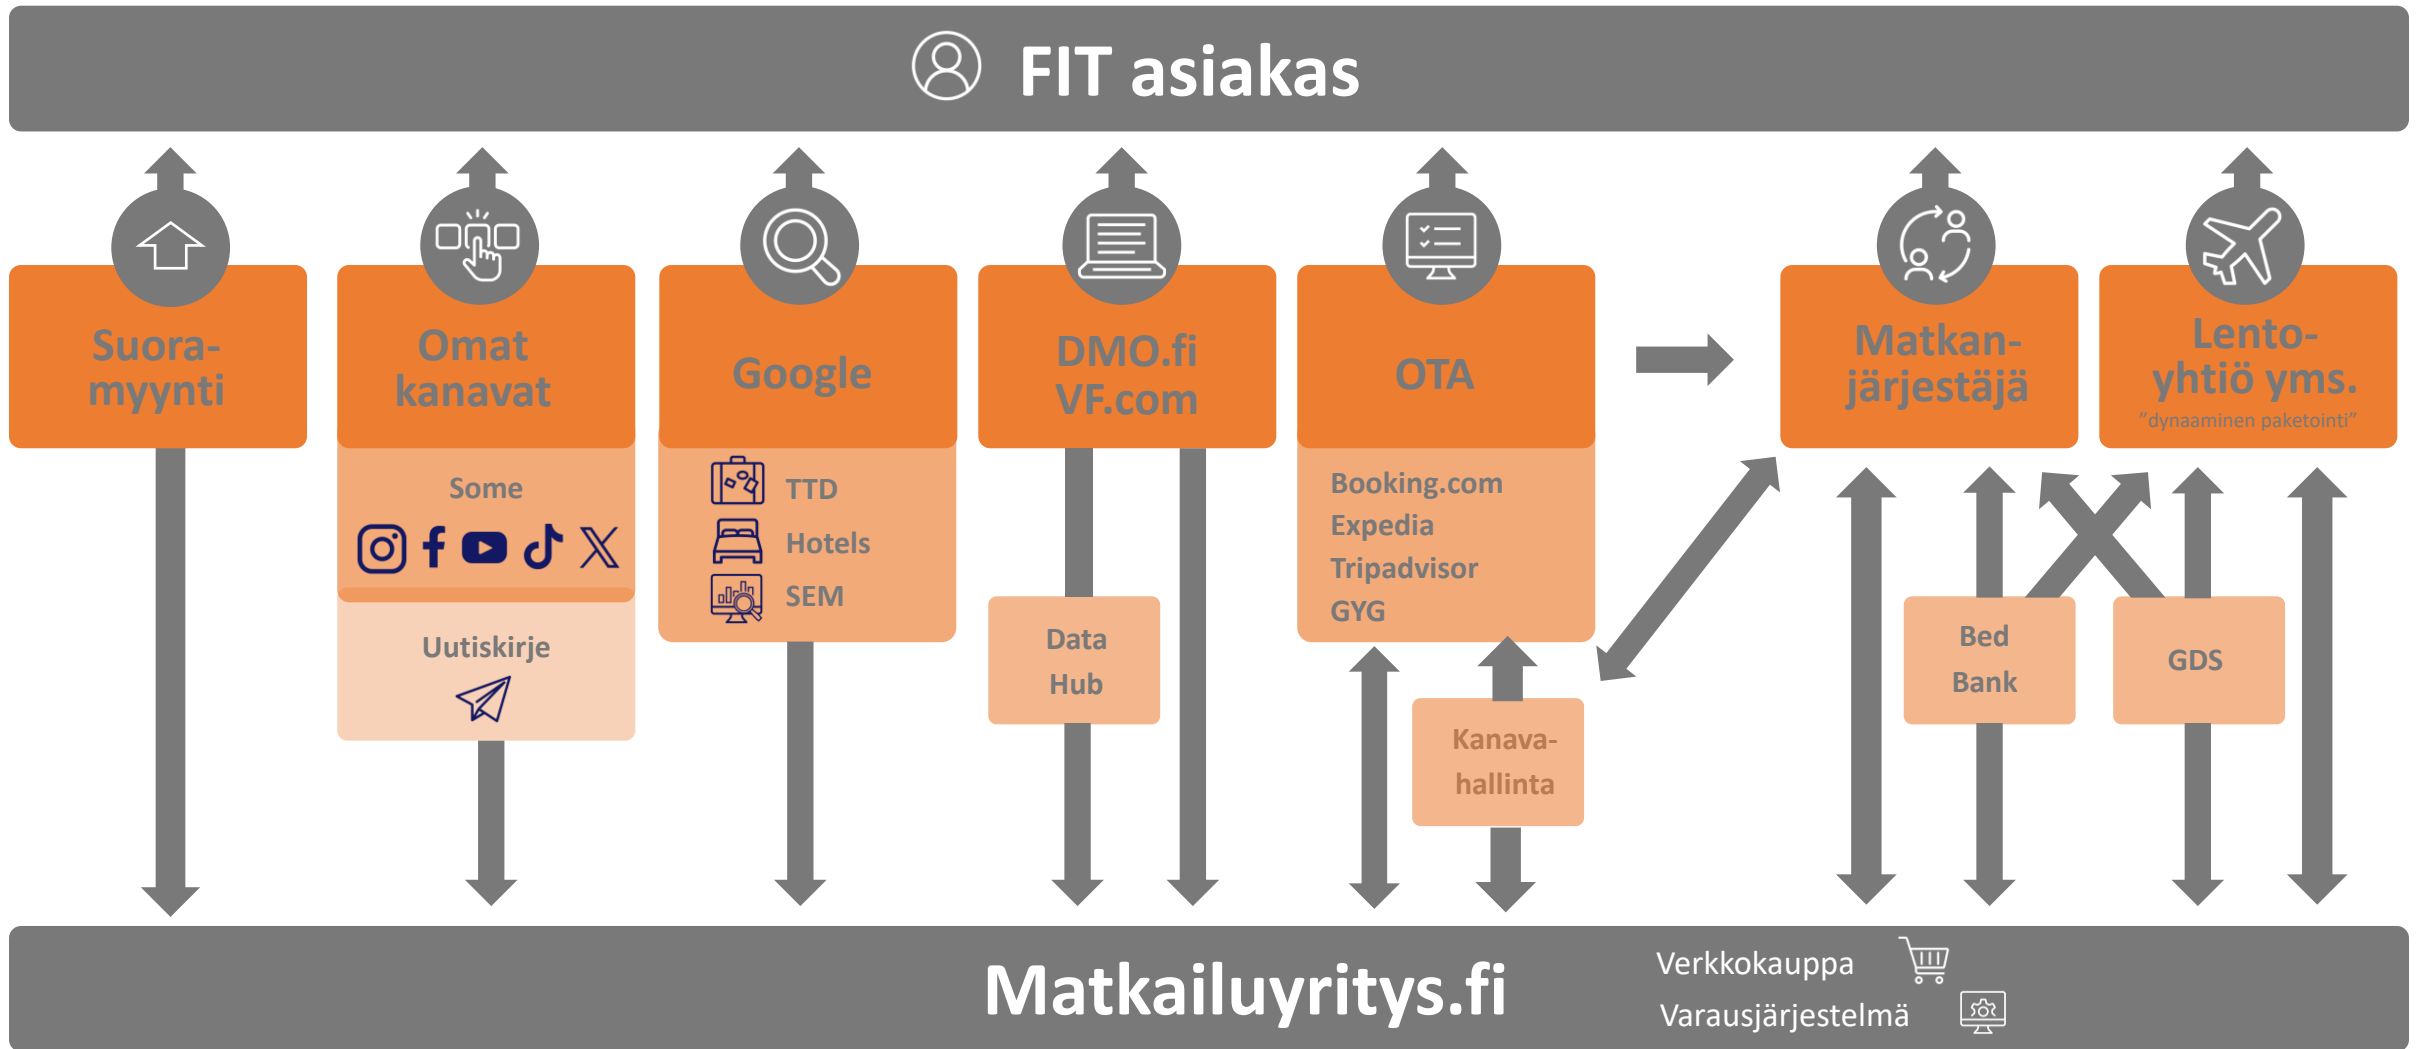 FIT asiakas
Suora-
myynti
Omat
kanavat
Some
Uutiskirje
Google
TTD
Hotels
SEM
DMO.fi
VF.com
Data
Hub
OTA
Booking.com
Expedia
Tripadvisor
GYG
Kanava-
hallinta
Matkan-
järjestäjä
Lento-
yhtiö yms.
”dynaaminen paketointi”
Bed
Bank
GDS
Matkailuyritys.fi
Verkkokauppa
Varausjärjestelmä